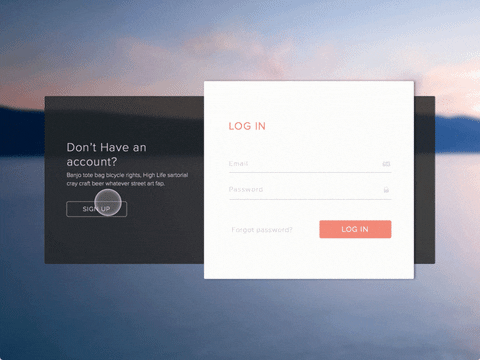 Don't Have an
account?
Banjo tote bag bicycle rights, High Life sartorial
cray craft beer whatever street art fap.
SIGN UP
LOG IN
Email
Password
Forgot password?
LOG IN